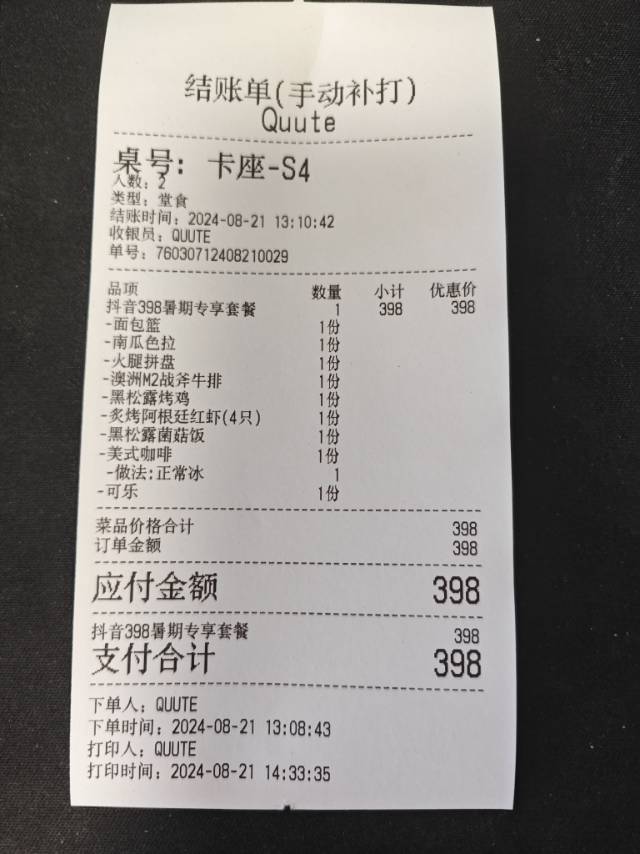 结账单(手动补打)
Quute
桌号: 卡座-S4
人数: 2
类型: 堂食
结账时间: 2024-08-21 13:10:42
收银员: QUUTE
单号: 76030712408210029
品项 数量 小计 优惠价
抖音398暑期专享套餐 1 398 398
-面包篮 1份
-南瓜色拉 1份
-火腿拼盘 1份
-澳洲M2战斧牛排 1份
-黑松露烤鸡 1份
-炙烤阿根廷红虾(4只) 1份
-黑松露菌菇饭 1份
-美式咖啡 1份
-做法:正常冰 1
-可乐 1份
菜品价格合计 398
订单金额 398
应付金额 398
抖音398暑期专享套餐 398
支付合计 398
下单人: QUUTE
下单时间: 2024-08-21 13:08:43
打印人: QUUTE
打印时间: 2024-08-21 14:33:35